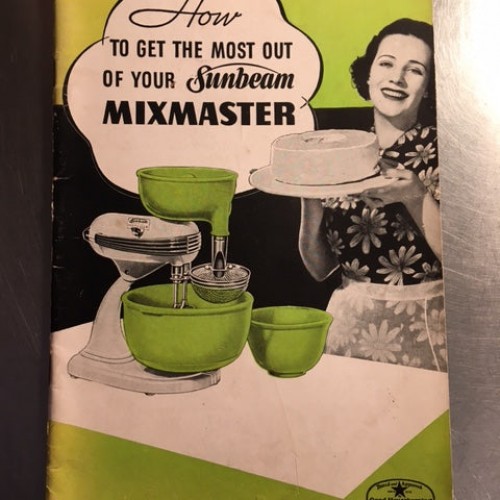 How
TO GET THE MOST OUT
OF YOUR Sunbeam
MIXMASTER